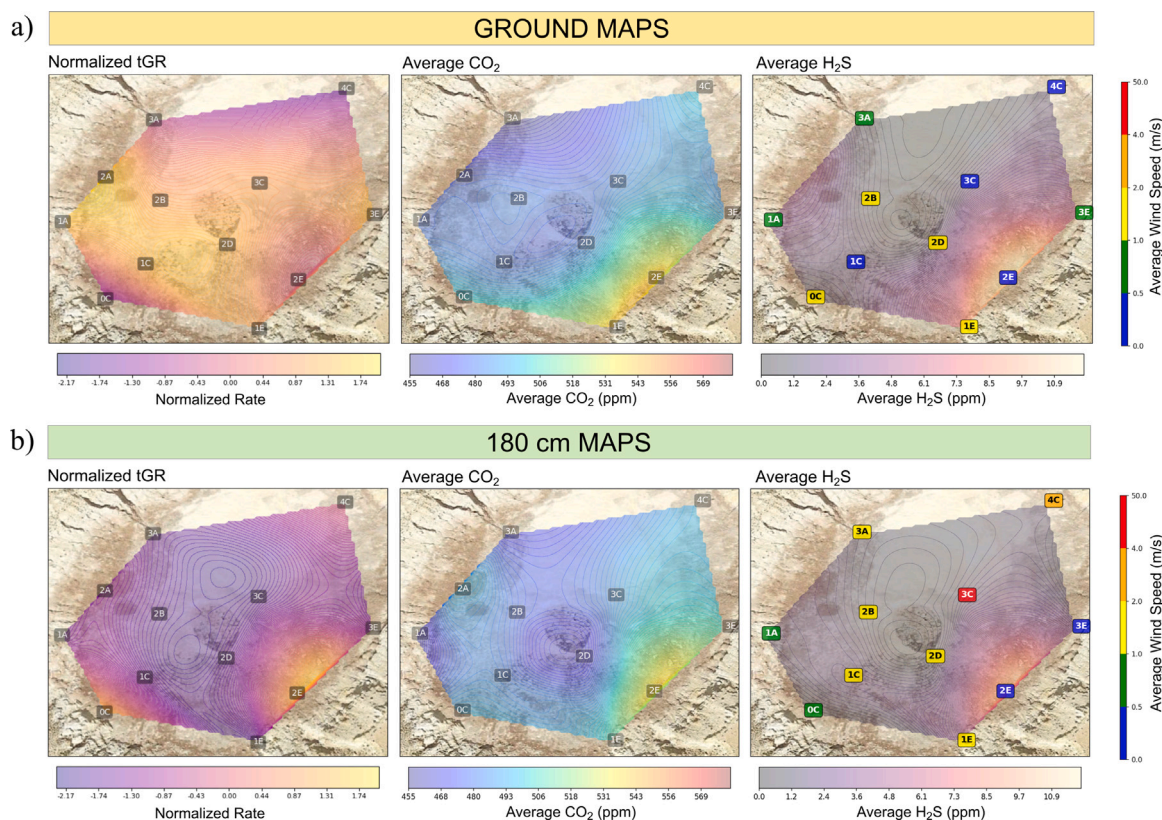 a)
GROUND MAPS
Normalized tGR
Average CO₂
Average H₂S
4C
3A
2A
2B
3C
1A
3E
2D
1C
2E
0C
1E
4C
3A
2A
2B
3C
1A
3E
2D
1C
2E
0C
1E
4C
3A
3C
2B
1A
3E
2D
1C
2E
0C
1E
50.0
4.0
2.0
1.0
0.5
0.0
Average Wind Speed (m/s)
-2.17 -1.74 -1.30 -0.87 -0.43 0.00 0.44 0.87 1.31 1.74
Normalized Rate
455 468 480 493 506 518 531 544 556 569
Average CO₂ (ppm)
0.0 1.2 2.4 3.6 4.8 6.1 7.3 8.5 9.7 10.9
Average H₂S (ppm)
b)
180 cm MAPS
Normalized tGR
Average CO₂
Average H₂S
4C
3A
2A
2B
3C
1A
3E
2D
1C
2E
0C
1E
4C
3A
2A
2B
3C
1A
3E
2D
1C
2E
0C
1E
4C
3A
3C
2B
1A
3E
2D
1C
2E
0C
1E
50.0
4.0
2.0
1.0
0.5
0.0
Average Wind Speed (m/s)
-2.17 -1.74 -1.30 -0.87 -0.43 0.00 0.44 0.87 1.31 1.74
Normalized Rate
455 468 480 493 506 518 531 544 556 569
Average CO₂ (ppm)
0.0 1.2 2.4 3.6 4.8 6.1 7.3 8.5 9.7 10.9
Average H₂S (ppm)